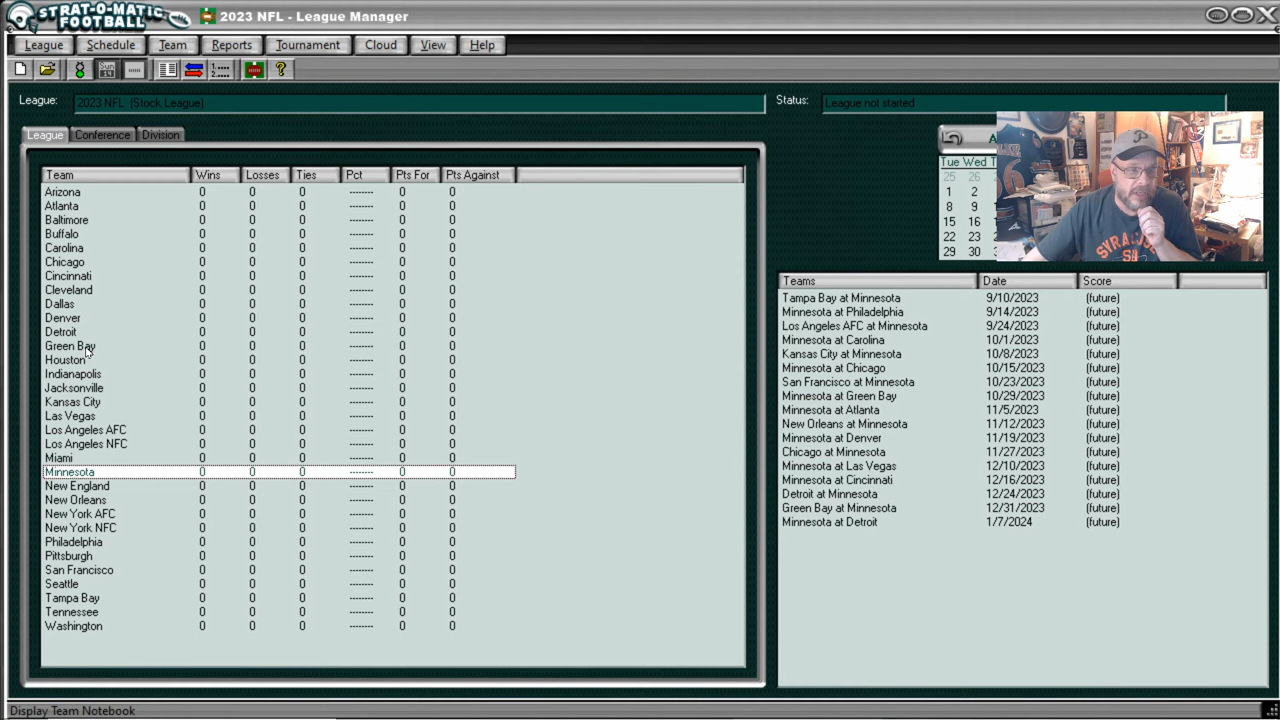 STRAT-O-MATIC
FOOTBALL
2023 NFL - League Manager
League Schedule Team Reports Tournament Cloud View Help
Sun
14
1.....
2.....
?
League: 2023 NFL (Stock League) Status: League not started
League Conference Division
A
Tue Wed T
25 26
1 2
8 9
15 16
22 23
29 30
Team Wins Losses Ties Pct Pts For Pts Against
Arizona 0 0 0 -------- 0 0
Atlanta 0 0 0 -------- 0 0
Baltimore 0 0 0 -------- 0 0
Buffalo 0 0 0 -------- 0 0
Carolina 0 0 0 -------- 0 0
Chicago 0 0 0 -------- 0 0
Cincinnati 0 0 0 -------- 0 0
Cleveland 0 0 0 -------- 0 0
Dallas 0 0 0 -------- 0 0
Denver 0 0 0 -------- 0 0
Detroit 0 0 0 -------- 0 0
Green Bay 0 0 0 -------- 0 0
Houston 0 0 0 -------- 0 0
Indianapolis 0 0 0 -------- 0 0
Jacksonville 0 0 0 -------- 0 0
Kansas City 0 0 0 -------- 0 0
Las Vegas 0 0 0 -------- 0 0
Los Angeles AFC 0 0 0 -------- 0 0
Los Angeles NFC 0 0 0 -------- 0 0
Miami 0 0 0 -------- 0 0
Minnesota 0 0 0 -------- 0 0
New England 0 0 0 -------- 0 0
New Orleans 0 0 0 -------- 0 0
New York AFC 0 0 0 -------- 0 0
New York NFC 0 0 0 -------- 0 0
Philadelphia 0 0 0 -------- 0 0
Pittsburgh 0 0 0 -------- 0 0
San Francisco 0 0 0 -------- 0 0
Seattle 0 0 0 -------- 0 0
Tampa Bay 0 0 0 -------- 0 0
Tennessee 0 0 0 -------- 0 0
Washington 0 0 0 -------- 0 0
Teams Date Score
Tampa Bay at Minnesota 9/10/2023 (future)
Minnesota at Philadelphia 9/14/2023 (future)
Los Angeles AFC at Minnesota 9/24/2023 (future)
Minnesota at Carolina 10/1/2023 (future)
Kansas City at Minnesota 10/8/2023 (future)
Minnesota at Chicago 10/15/2023 (future)
San Francisco at Minnesota 10/23/2023 (future)
Minnesota at Green Bay 10/29/2023 (future)
Minnesota at Atlanta 11/5/2023 (future)
New Orleans at Minnesota 11/12/2023 (future)
Minnesota at Denver 11/19/2023 (future)
Chicago at Minnesota 11/27/2023 (future)
Minnesota at Las Vegas 12/10/2023 (future)
Minnesota at Cincinnati 12/16/2023 (future)
Detroit at Minnesota 12/24/2023 (future)
Green Bay at Minnesota 12/31/2023 (future)
Minnesota at Detroit 1/7/2024 (future)
Display Team Notebook